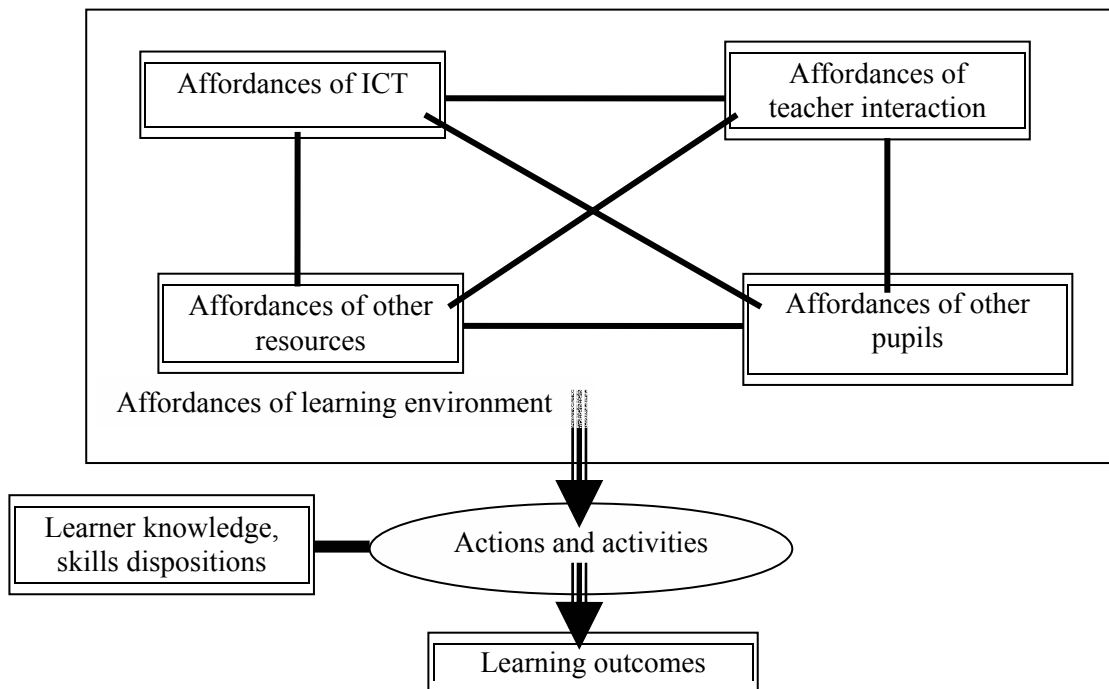 Affordances of ICT
Affordances of
teacher interaction
Affordances of other
resources
Affordances of other
pupils
Affordances of learning environment
Learner knowledge,
skills dispositions
Actions and activities
Learning outcomes